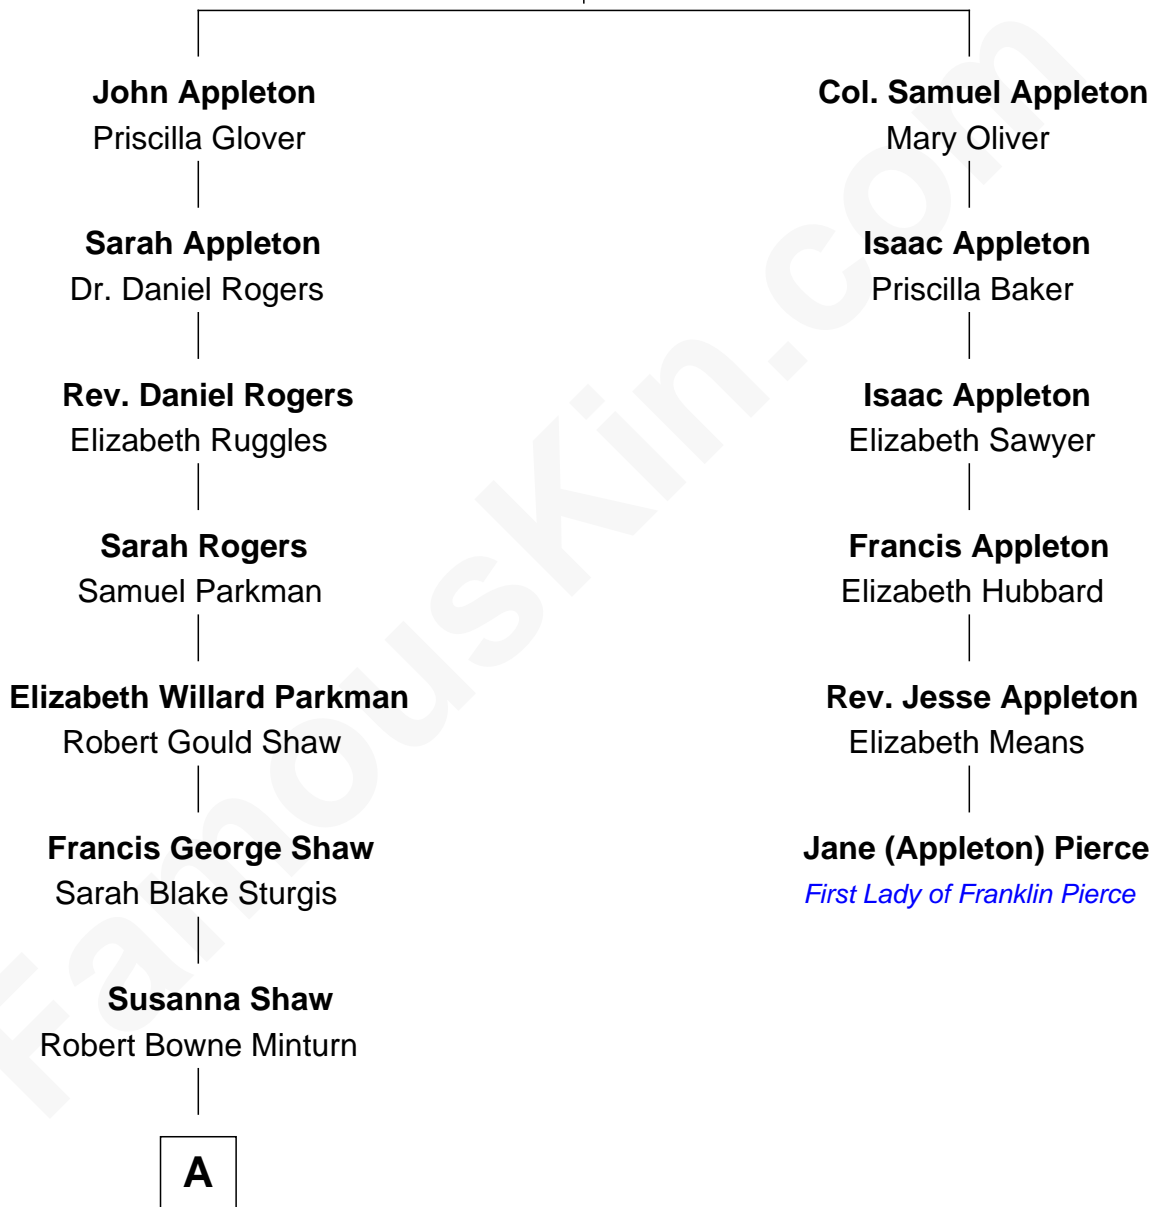 John Appleton
Priscilla Glover
Sarah Appleton
Dr. Daniel Rogers
Rev. Daniel Rogers
Elizabeth Ruggles
Sarah Rogers
Samuel Parkman
Elizabeth Willard Parkman
Robert Gould Shaw
Francis George Shaw
Sarah Blake Sturgis
Susanna Shaw
Robert Bowne Minturn
A
Col. Samuel Appleton
Mary Oliver
Isaac Appleton
Priscilla Baker
Isaac Appleton
Elizabeth Sawyer
Francis Appleton
Elizabeth Hubbard
Rev. Jesse Appleton
Elizabeth Means
Jane (Appleton) Pierce
First Lady of Franklin Pierce
FamousKin.com